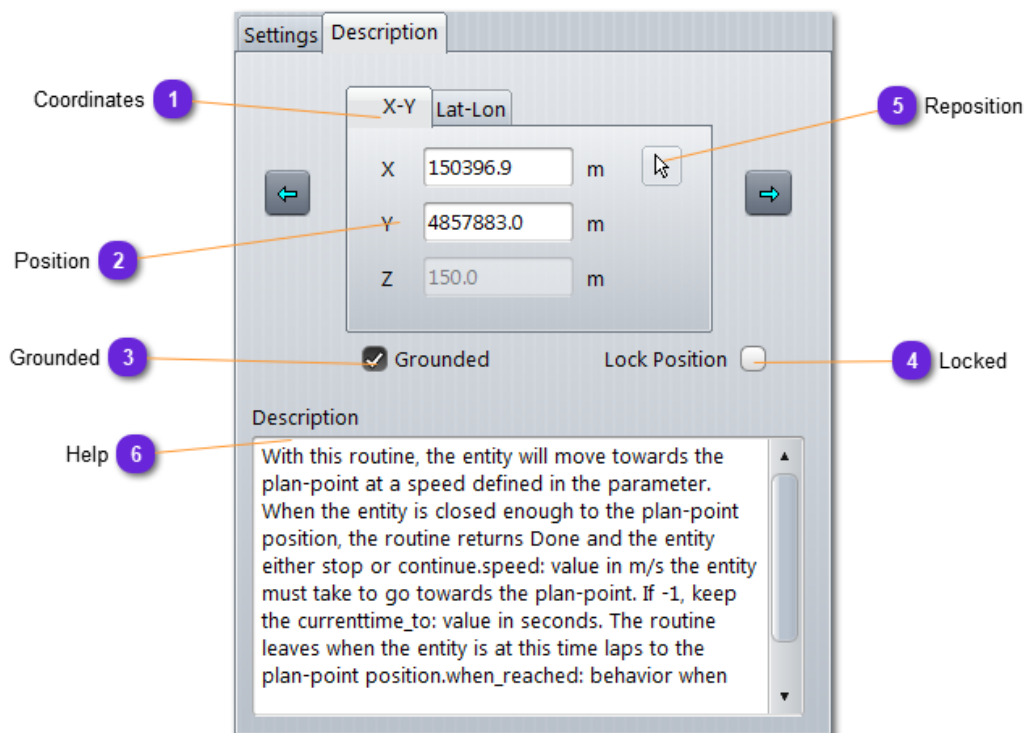 Settings Description
Coordinates 1
X-Y Lat-Lon
5 Reposition
X 150396.9 m
Y 4857883.0 m
Position 2
Z 150.0 m
Grounded 3
Grounded
Lock Position
4 Locked
Description
Help 6
With this routine, the entity will move towards the
plan-point at a speed defined in the parameter.
When the entity is closed enough to the plan-point
position, the routine returns Done and the entity
either stop or continue.speed: value in m/s the entity
must take to go towards the plan-point. If -1, keep
the currenttime_to: value in seconds. The routine
leaves when the entity is at this time laps to the
plan-point position.when_reached: behavior when